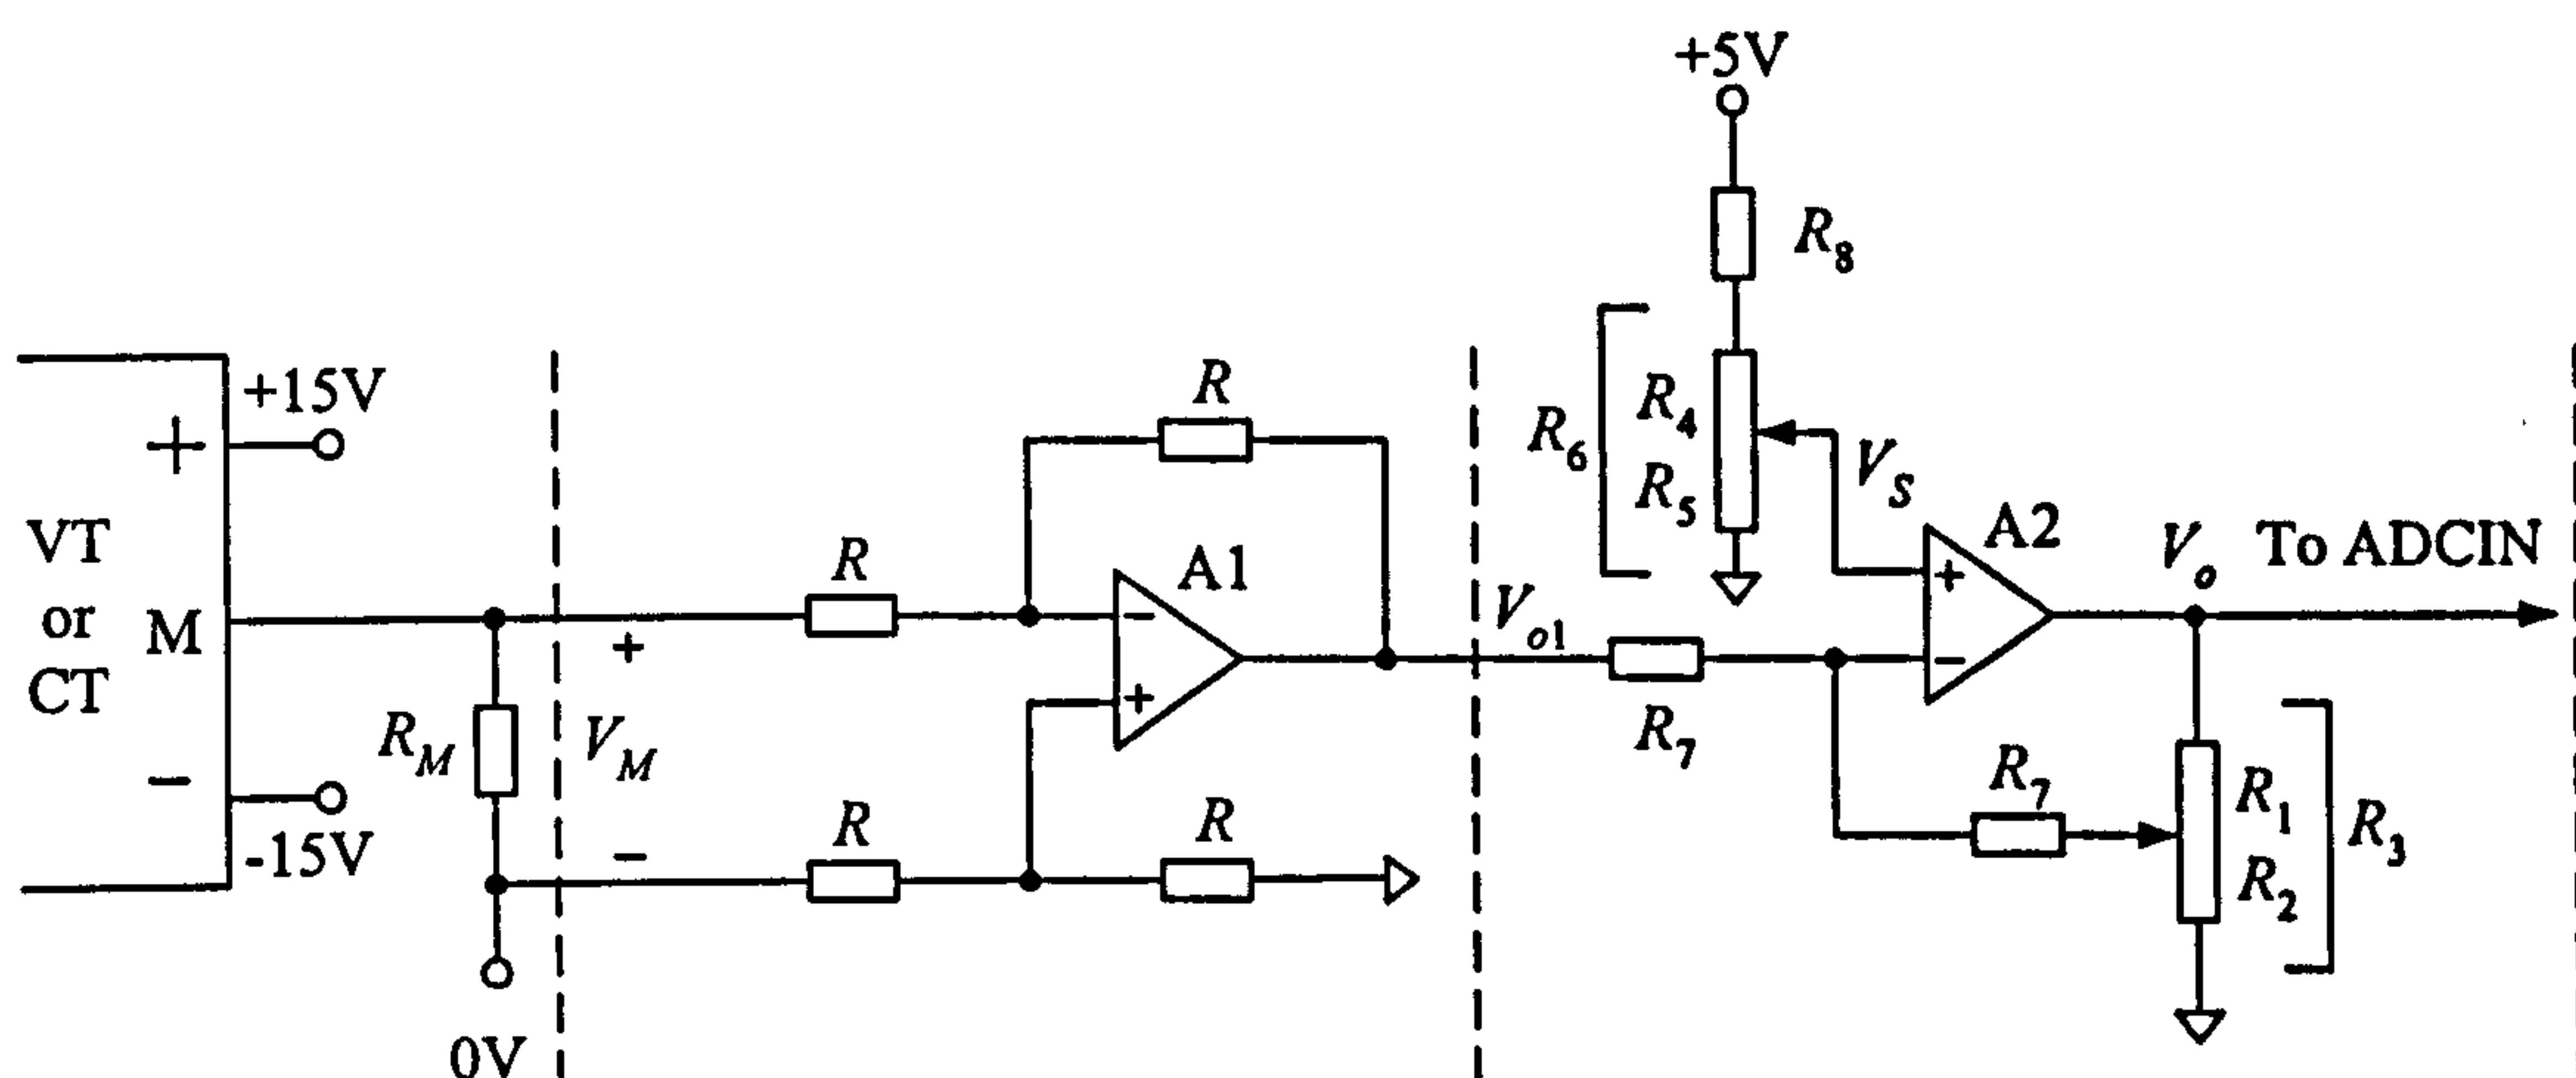 +5V
R8
+15V
+
VT
or
CT
M
−
-15V
RM
0V
+
VM
−
R
R
A1
−
+
R
R
Vo1
R7
R6
R4
R5
VS
A2
+
−
R7
Vo
To ADCIN
R1
R2
R3